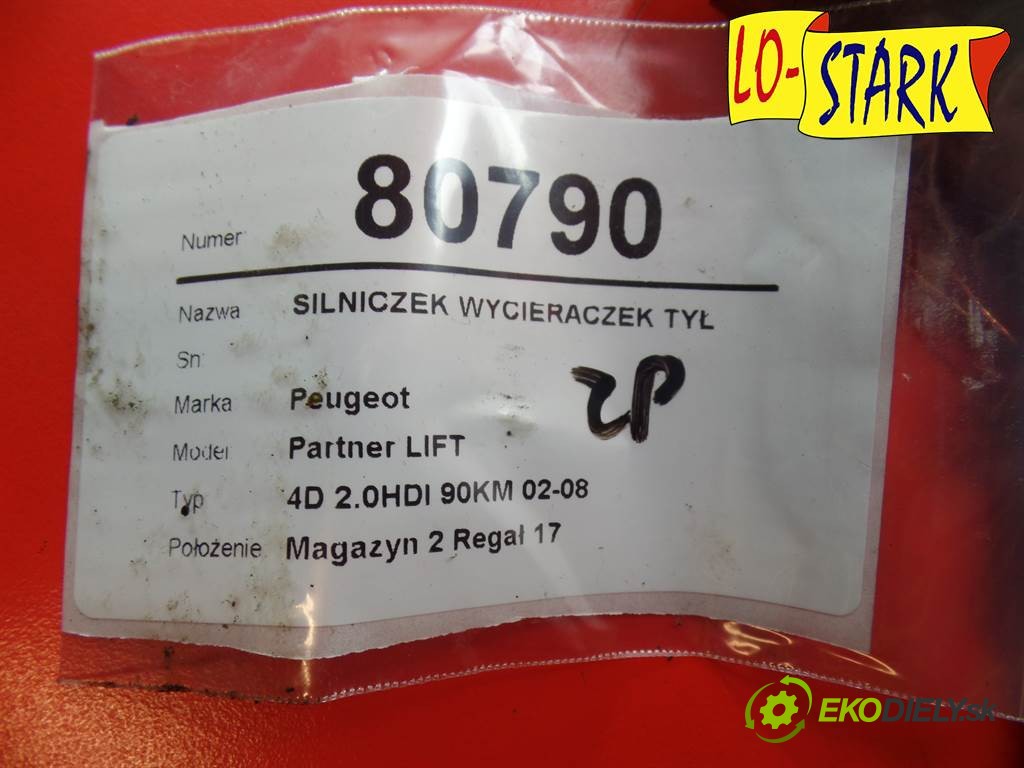 LO-STARK
Numer 80790
Nazwa SILNICZEK WYCIERACZEK TYŁ
Sn
Marka Peugeot
Model Partner LIFT
Typ 4D 2.0HDI 90KM 02-08
Położenie Magazyn 2 Regał 17
EKODIELY.sk